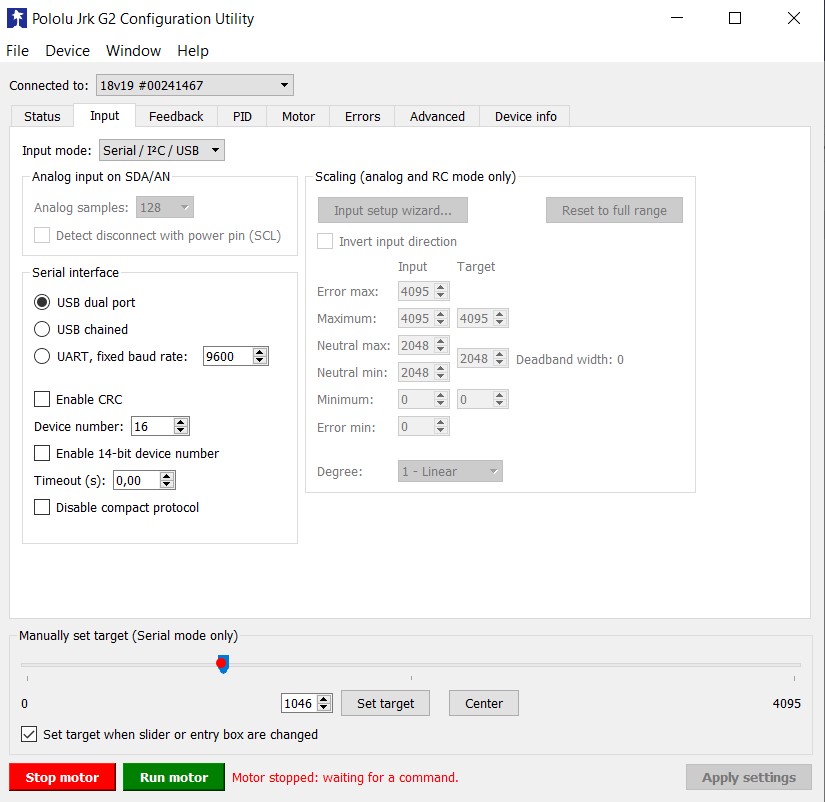 Pololu Jrk G2 Configuration Utility
File Device Window Help
Connected to: 18v19 #00241467
Status Input Feedback PID Motor Errors Advanced Device info
Input mode: Serial / I²C / USB
Analog input on SDA/AN
Analog samples: 128
Detect disconnect with power pin (SCL)
Serial interface
USB dual port
USB chained
UART, fixed baud rate: 9600
Enable CRC
Device number: 16
Enable 14-bit device number
Timeout (s): 0,00
Disable compact protocol
Scaling (analog and RC mode only)
Input setup wizard... Reset to full range
Invert input direction
Input Target
Error max: 4095
Maximum: 4095 4095
Neutral max: 2048
2048 Deadband width: 0
Neutral min: 2048
Minimum: 0 0
Error min: 0
Degree: 1 - Linear
Manually set target (Serial mode only)
0 1046 Set target Center 4095
Set target when slider or entry box are changed
Stop motor Run motor Motor stopped: waiting for a command. Apply settings